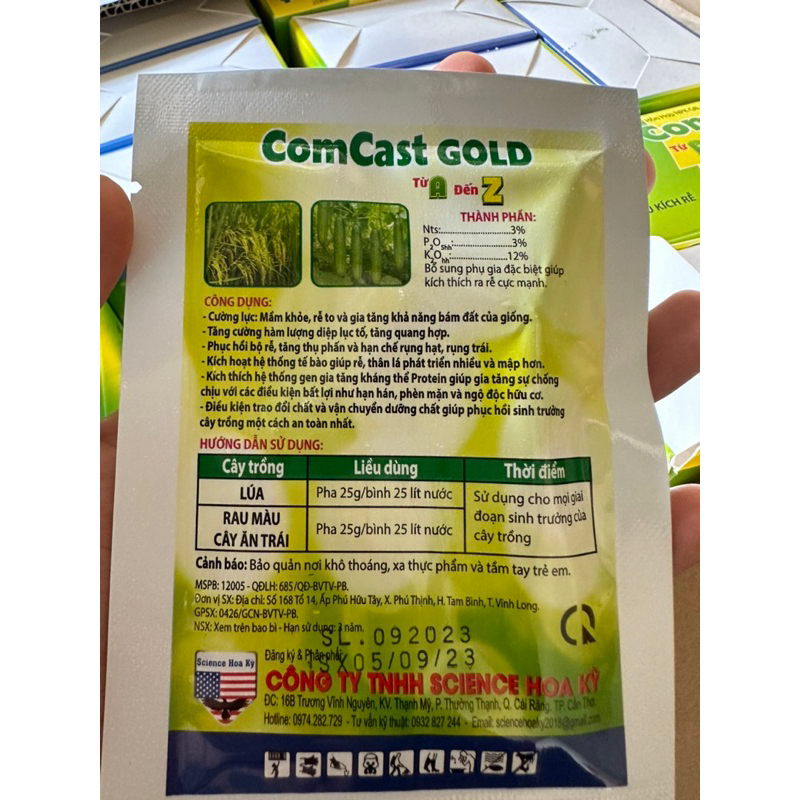 ComCast GOLD
Từ A Đến Z
THÀNH PHẦN:
Nts:..........................3%
P2O5hh:......................3%
K2Ohh:.....................12%
Bổ sung phụ gia đặc biệt giúp
kích thích ra rễ cực mạnh.
CÔNG DỤNG:
- Cường lực: Mầm khỏe, rễ to và gia tăng khả năng bám đất của giống.
- Tăng cường hàm lượng diệp lục tố, tăng quang hợp.
- Phục hồi bộ rễ, tăng thụ phấn và hạn chế rụng hạt, rụng trái.
- Kích hoạt hệ thống tế bào giúp rễ, thân lá phát triển nhiều và mập hơn.
- Kích thích hệ thống gen gia tăng kháng thể Protein giúp gia tăng sự chống
chịu với các điều kiện bất lợi như hạn hán, phèn mặn và ngộ độc hữu cơ.
- Điều kiện trao đổi chất và vận chuyển dưỡng chất giúp phục hồi sinh trưởng
cây trồng một cách an toàn nhất.
HƯỚNG DẪN SỬ DỤNG:
Cây trồng Liều dùng Thời điểm
LÚA Pha 25g/bình 25 lít nước
Sử dụng cho mọi giai
đoạn sinh trưởng của
cây trồng
RAU MÀU
CÂY ĂN TRÁI
Pha 25g/bình 25 lít nước
Cảnh báo: Bảo quản nơi khô thoáng, xa thực phẩm và tầm tay trẻ em.
MSPB: 12005 - QĐLH: 685/QĐ-BVTV-PB.
Đơn vị SX: Địa chỉ: Số 168 Tổ 14, Ấp Phú Hữu Tây, X. Phú Thịnh, H. Tam Bình, T. Vĩnh Long.
GPSX: 0426/GCN-BVTV-PB.
NSX: Xem trên bao bì - Hạn sử dụng: 3 năm.
SL.092023
Đăng ký & Phân phối:
NSX05/09/23
Science Hoa Kỳ
CÔNG TY TNHH SCIENCE HOA KỲ
ĐC: 16B Trương Vĩnh Nguyên, KV. Thạnh Mỹ, P. Thường Thạnh, Q. Cái Răng, TP. Cần Thơ
Hotline: 0974.282.729 - Tư vấn kỹ thuật: 0932 827 244 - Email: sciencehoaky2018@gmail.com
Từ
KÍCH RỄ